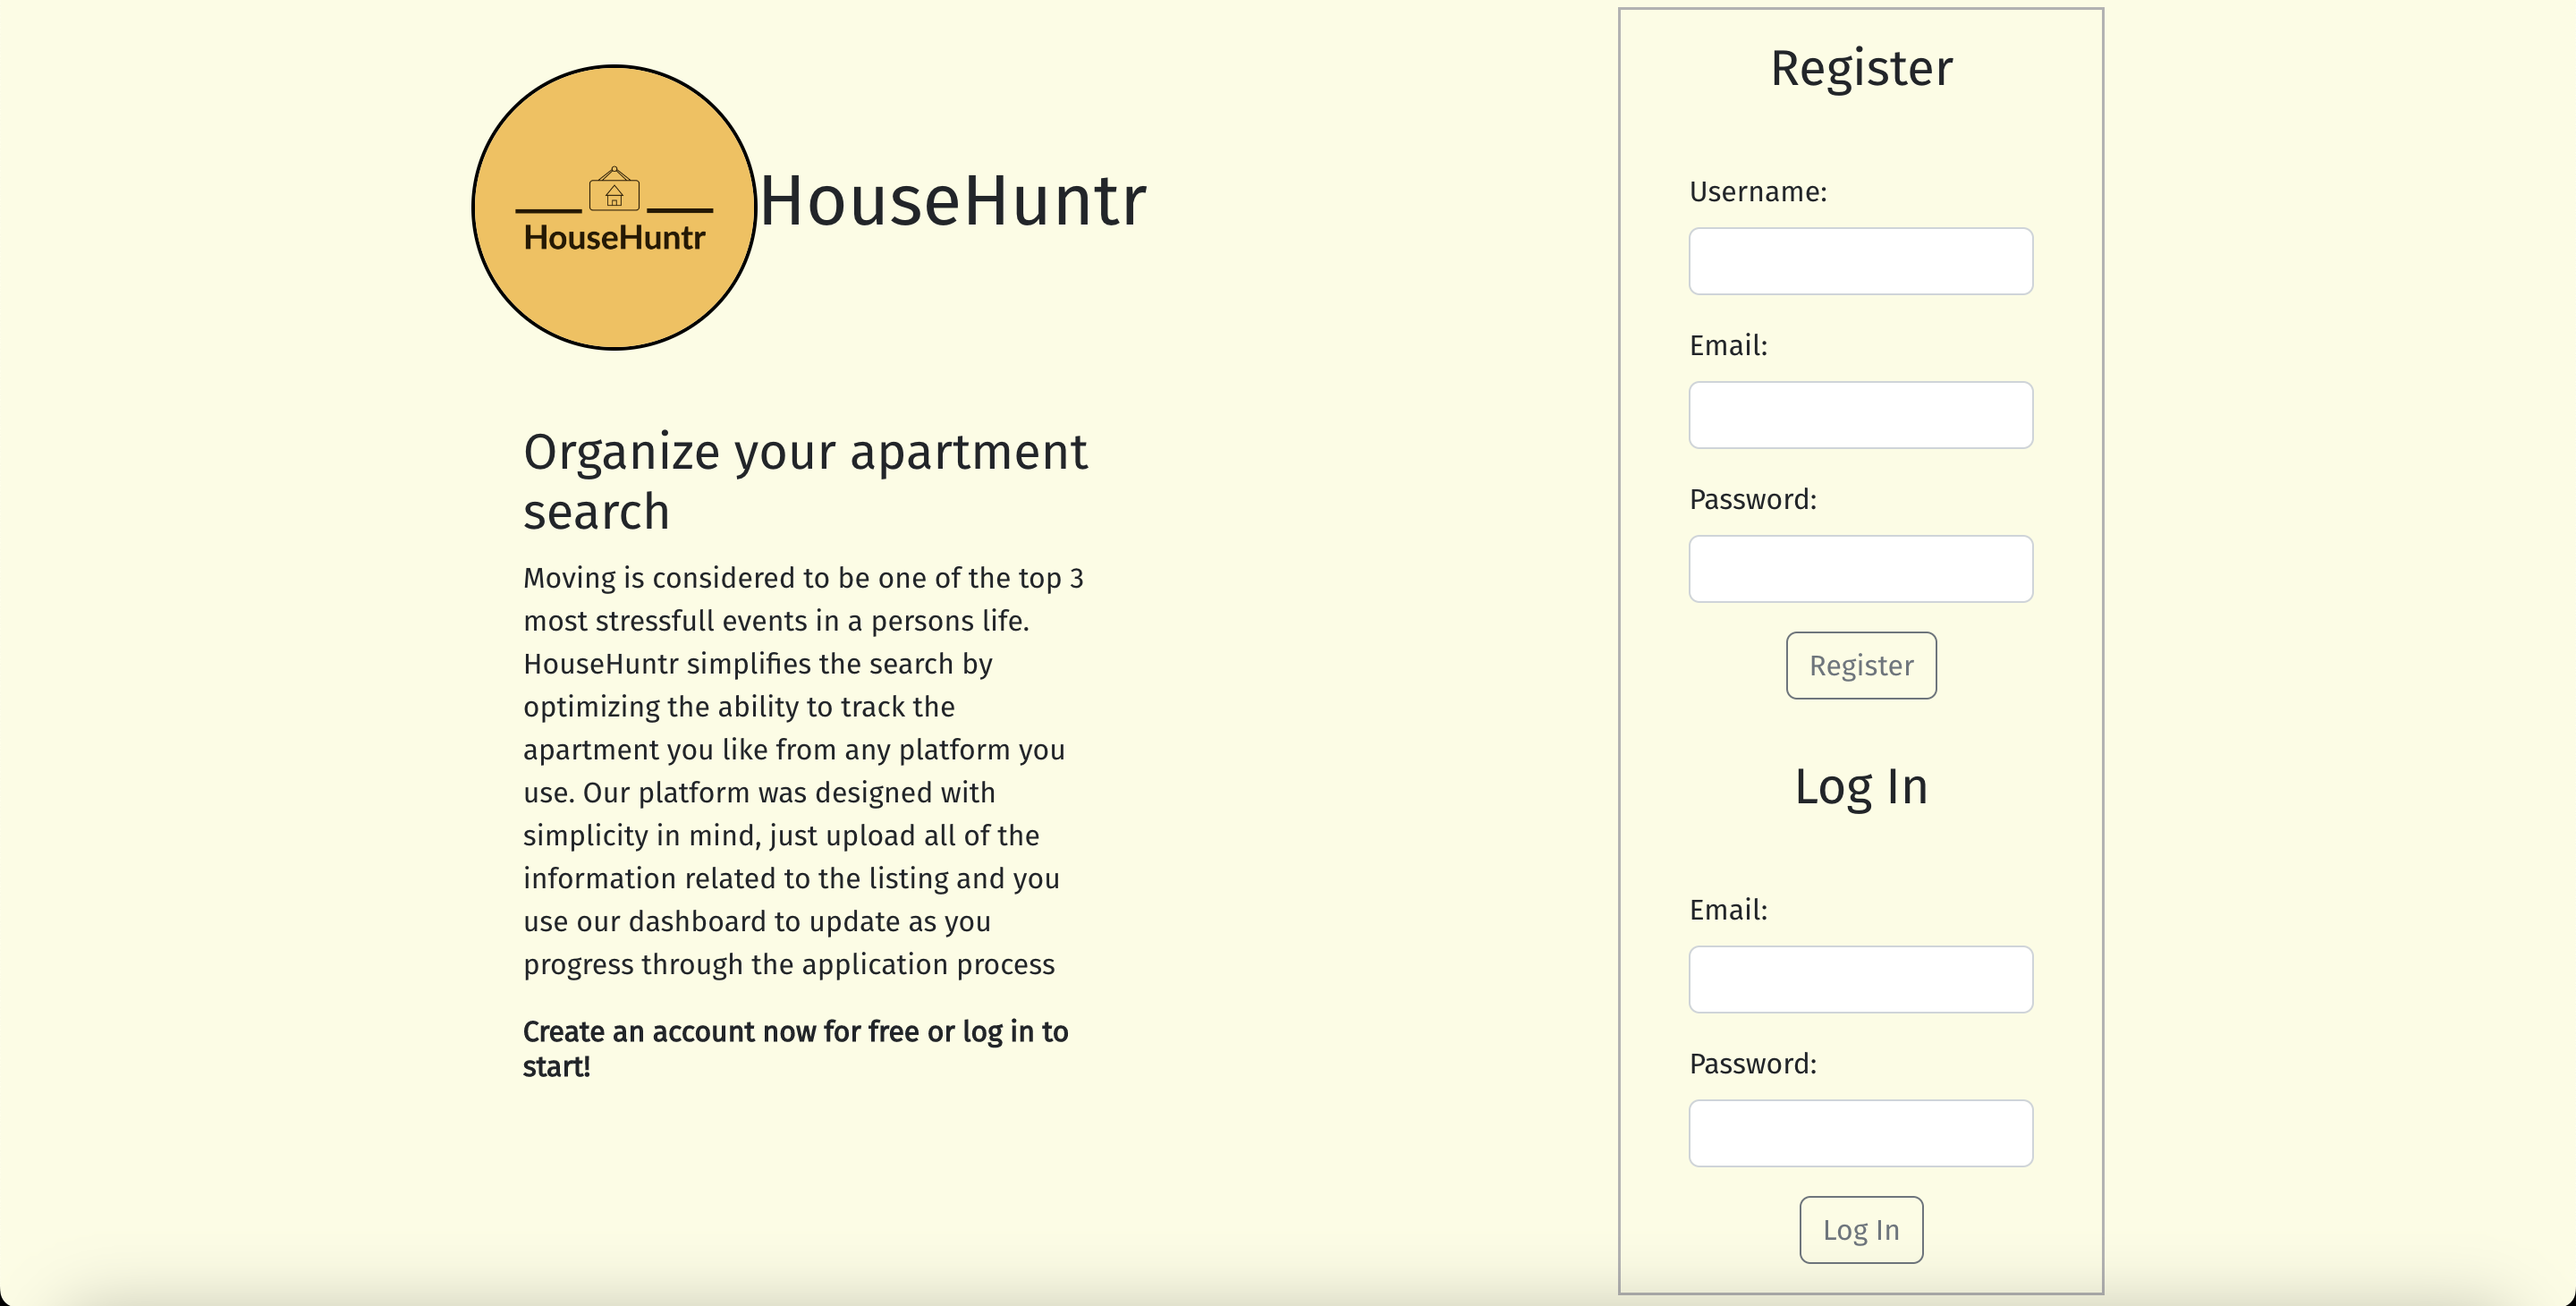 HouseHuntr
HouseHuntr
Organize your apartment
search
Moving is considered to be one of the top 3
most stressfull events in a persons life.
HouseHuntr simplifies the search by
optimizing the ability to track the
apartment you like from any platform you
use. Our platform was designed with
simplicity in mind, just upload all of the
information related to the listing and you
use our dashboard to update as you
progress through the application process
Create an account now for free or log in to
start!
Register
Username:
Email:
Password:
Register
Log In
Email:
Password:
Log In